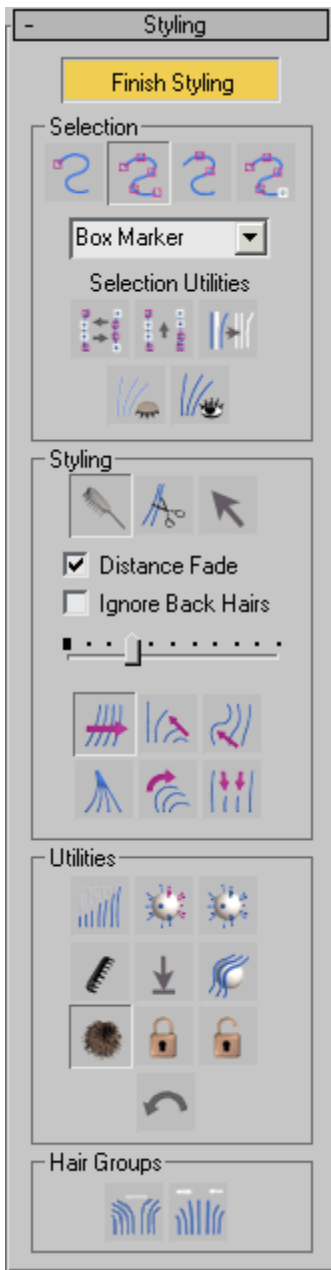 - Styling
Finish Styling
Selection
Box Marker
Selection Utilities
Styling
Distance Fade
Ignore Back Hairs
Utilities
Hair Groups